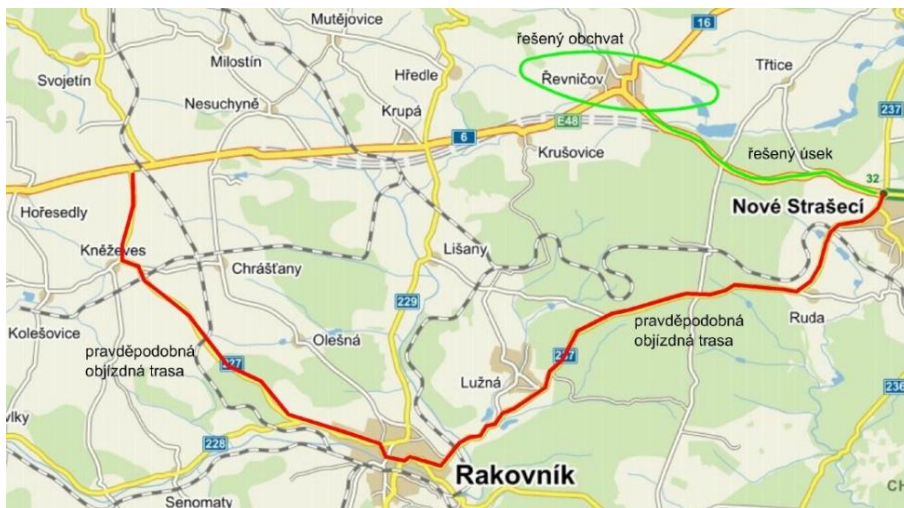 Mutějovice
16
řešený obchvat
Milostín
Svojetín
Hředle
Řevničov
Třtice
Nesuchyně
Krupá
237
E48
6
Krušovice
řešený úsek
32
Hořesedly
Nové Strašecí
Kněževes
Chrášťany
Lišany
229
Kolešovice
Ruda
pravděpodobná
objízdná trasa
Olešná
pravděpodobná
objízdná trasa
227
Lužná
236
228
Rakovník
Senomaty